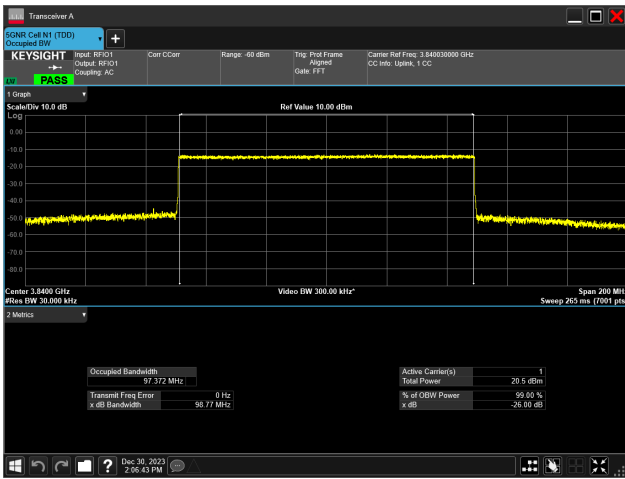 Transceiver A
5GNR Cell N1 (TDD)
Occupied BW
KEYSIGHT
LXI
PASS
Input: RFIO1
Output: RFIO1
Coupling: AC
Corr CCorr
Range: -60 dBm
Trig: Prot Frame
Aligned
Gate: FFT
Carrier Ref Freq: 3.840030000 GHz
CC Info: Uplink, 1 CC
1 Graph
Scale/Div 10.0 dB
Ref Value 10.00 dBm
Log
0.00
-10.0
-20.0
-30.0
-40.0
-50.0
-60.0
-70.0
-80.0
Center 3.8400 GHz
Video BW 300.00 kHz*
Span 200 MH
#Res BW 30.000 kHz
Sweep 265 ms (7001 pts
2 Metrics
Occupied Bandwidth
97.372 MHz
Transmit Freq Error 0 Hz
x dB Bandwidth 98.77 MHz
Active Carrier(s) 1
Total Power 20.5 dBm
% of OBW Power 99.00 %
x dB -26.00 dB
?
Dec 30, 2023
2:06:43 PM